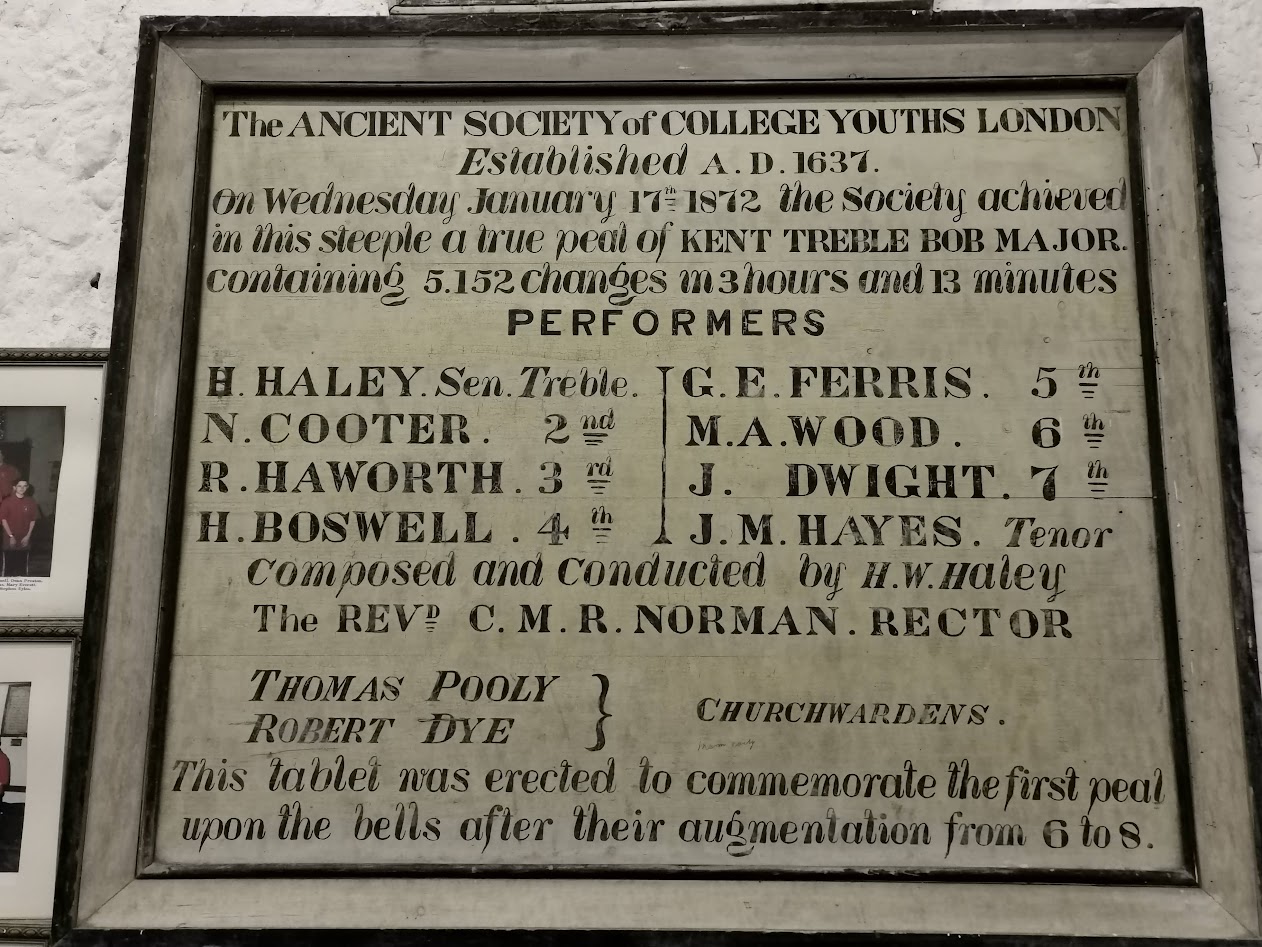 The ANCIENT SOCIETY of COLLEGE YOUTHS LONDON
Established A. D. 1637.
On Wednesday January 17th 1872 the Society achieved
in this steeple a true peal of KENT TREBLE BOB MAJOR.
containing 5.152 changes in 3 hours and 13 minutes
PERFORMERS
H. HALEY. Sen. Treble.
N. COOTER. 2nd
R. HAWORTH. 3rd
H. BOSWELL. 4th
G. E. FERRIS. 5th
M. A. WOOD. 6th
J. DWIGHT. 7th
J. M. HAYES. Tenor
Composed and Conducted by H. W. Haley
The REVD C. M. R. NORMAN. RECTOR
THOMAS POOLY
ROBERT DYE
CHURCHWARDENS.
This tablet was erected to commemorate the first peal
upon the bells after their augmentation from 6 to 8.